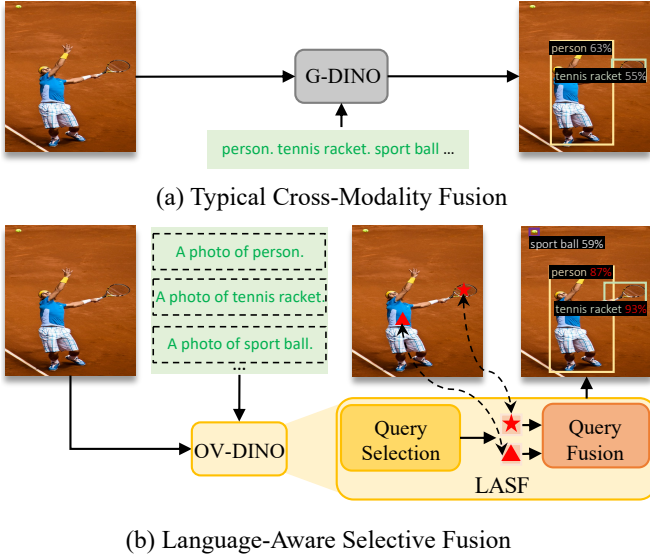 person 63%
G-DINO
tennis racket 55%
person. tennis racket. sport ball ...
(a) Typical Cross-Modality Fusion
A photo of person.
sport ball 59%
person 87%
A photo of tennis racket.
tennis racket 93%
A photo of sport ball.
...
OV-DINO
Query
Selection
Query
Fusion
LASF
(b) Language-Aware Selective Fusion